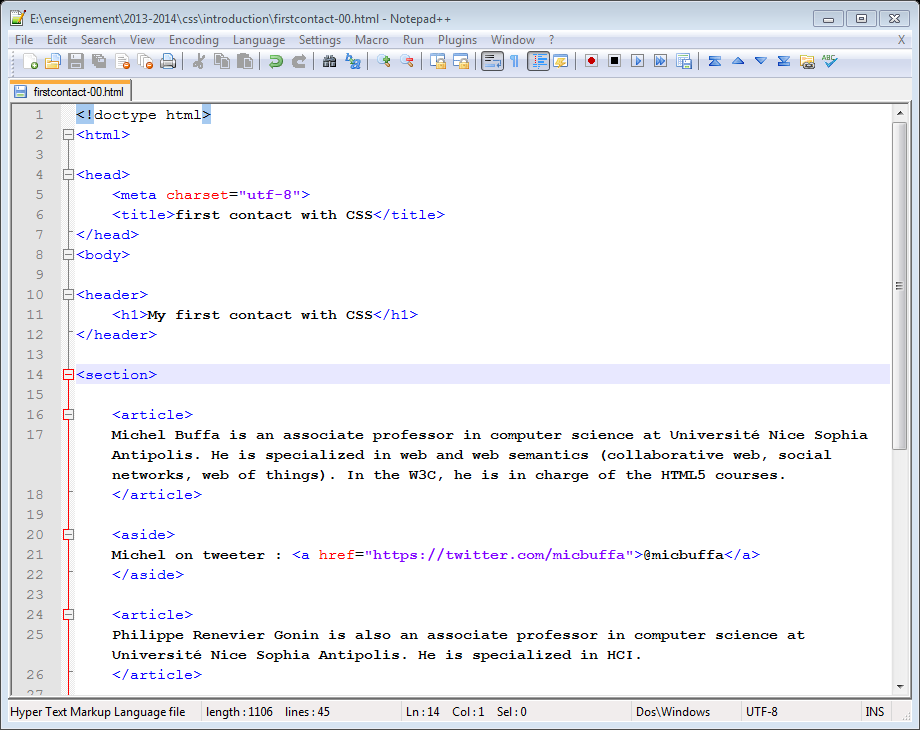 E:\enseignement\2013-2014\css\introduction\firstcontact-00.html - Notepad++
File Edit Search View Encoding Language Settings Macro Run Plugins Window ? X
firstcontact-00.html
1 <!doctype html>
2 <html>
3
4 <head>
5 <meta charset="utf-8">
6 <title>first contact with CSS</title>
7 </head>
8 <body>
9
10 <header>
11 <h1>My first contact with CSS</h1>
12 </header>
13
14 <section>
15
16 <article>
17 Michel Buffa is an associate professor in computer science at Université Nice Sophia
Antipolis. He is specialized in web and web semantics (collaborative web, social
networks, web of things). In the W3C, he is in charge of the HTML5 courses.
18 </article>
19
20 <aside>
21 Michel on tweeter : <a href="https://twitter.com/micbuffa">@micbuffa</a>
22 </aside>
23
24 <article>
25 Philippe Renevier Gonin is also an associate professor in computer science at
Université Nice Sophia Antipolis. He is specialized in HCI.
26 </article>
27
Hyper Text Markup Language file length : 1106 lines : 45 Ln : 14 Col : 1 Sel : 0 Dos\Windows UTF-8 INS